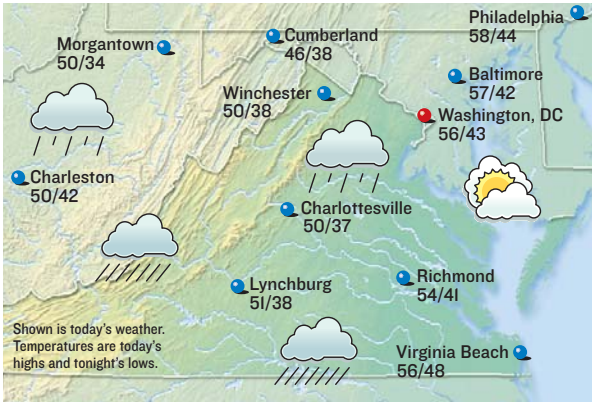 Philadelphia
58/44
Morgantown
50/34
Cumberland
46/38
Baltimore
57/42
Winchester
50/38
Washington, DC
56/43
Charleston
50/42
Charlottesville
50/37
Lynchburg
51/38
Richmond
54/41
Shown is today's weather.
Temperatures are today's
highs and tonight's lows.
Virginia Beach
56/48